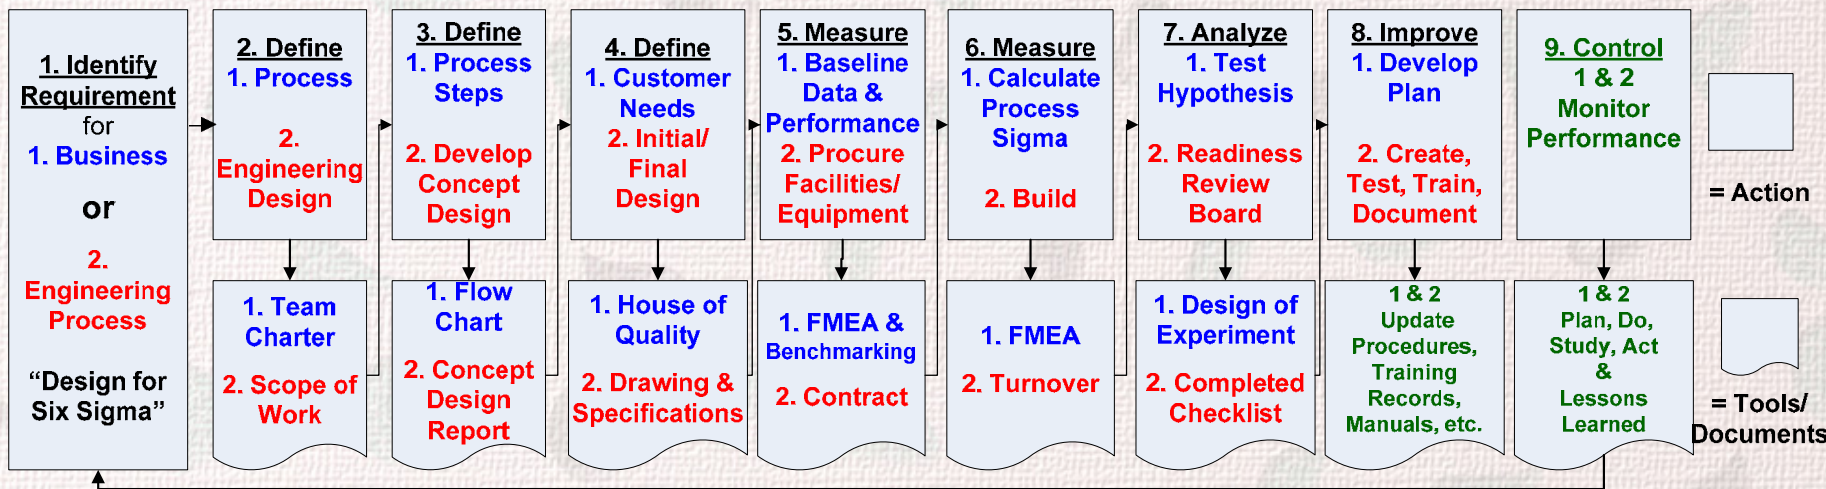 1. Identify
Requirement
for
1. Business
or
2.
Engineering
Process
“Design for
Six Sigma”
2. Define
1. Process
2.
Engineering
Design
1. Team
Charter
2. Scope of
Work
3. Define
1. Process
Steps
2. Develop
Concept
Design
1. Flow
Chart
2. Concept
Design
Report
4. Define
1. Customer
Needs
2. Initial/
Final
Design
1. House of
Quality
2. Drawing &
Specifications
5. Measure
1. Baseline
Data &
Performance
2. Procure
Facilities/
Equipment
1. FMEA &
Benchmarking
2. Contract
6. Measure
1. Calculate
Process
Sigma
2. Build
1. FMEA
2. Turnover
7. Analyze
1. Test
Hypothesis
2. Readiness
Review
Board
1. Design of
Experiment
2. Completed
Checklist
8. Improve
1. Develop
Plan
2. Create,
Test, Train,
Document
1 & 2
Update
Procedures,
Training
Records,
Manuals, etc.
9. Control
1 & 2
Monitor
Performance
1 & 2
Plan, Do,
Study, Act
&
Lessons
Learned
= Action
= Tools/
Documents